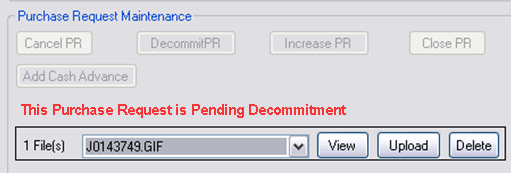 Purchase Request Maintenance
Cancel PR DecommitPR Increase PR Close PR
Add Cash Advance
This Purchase Request is Pending Decommitment
1 File(s) J0143749.GIF View Upload Delete